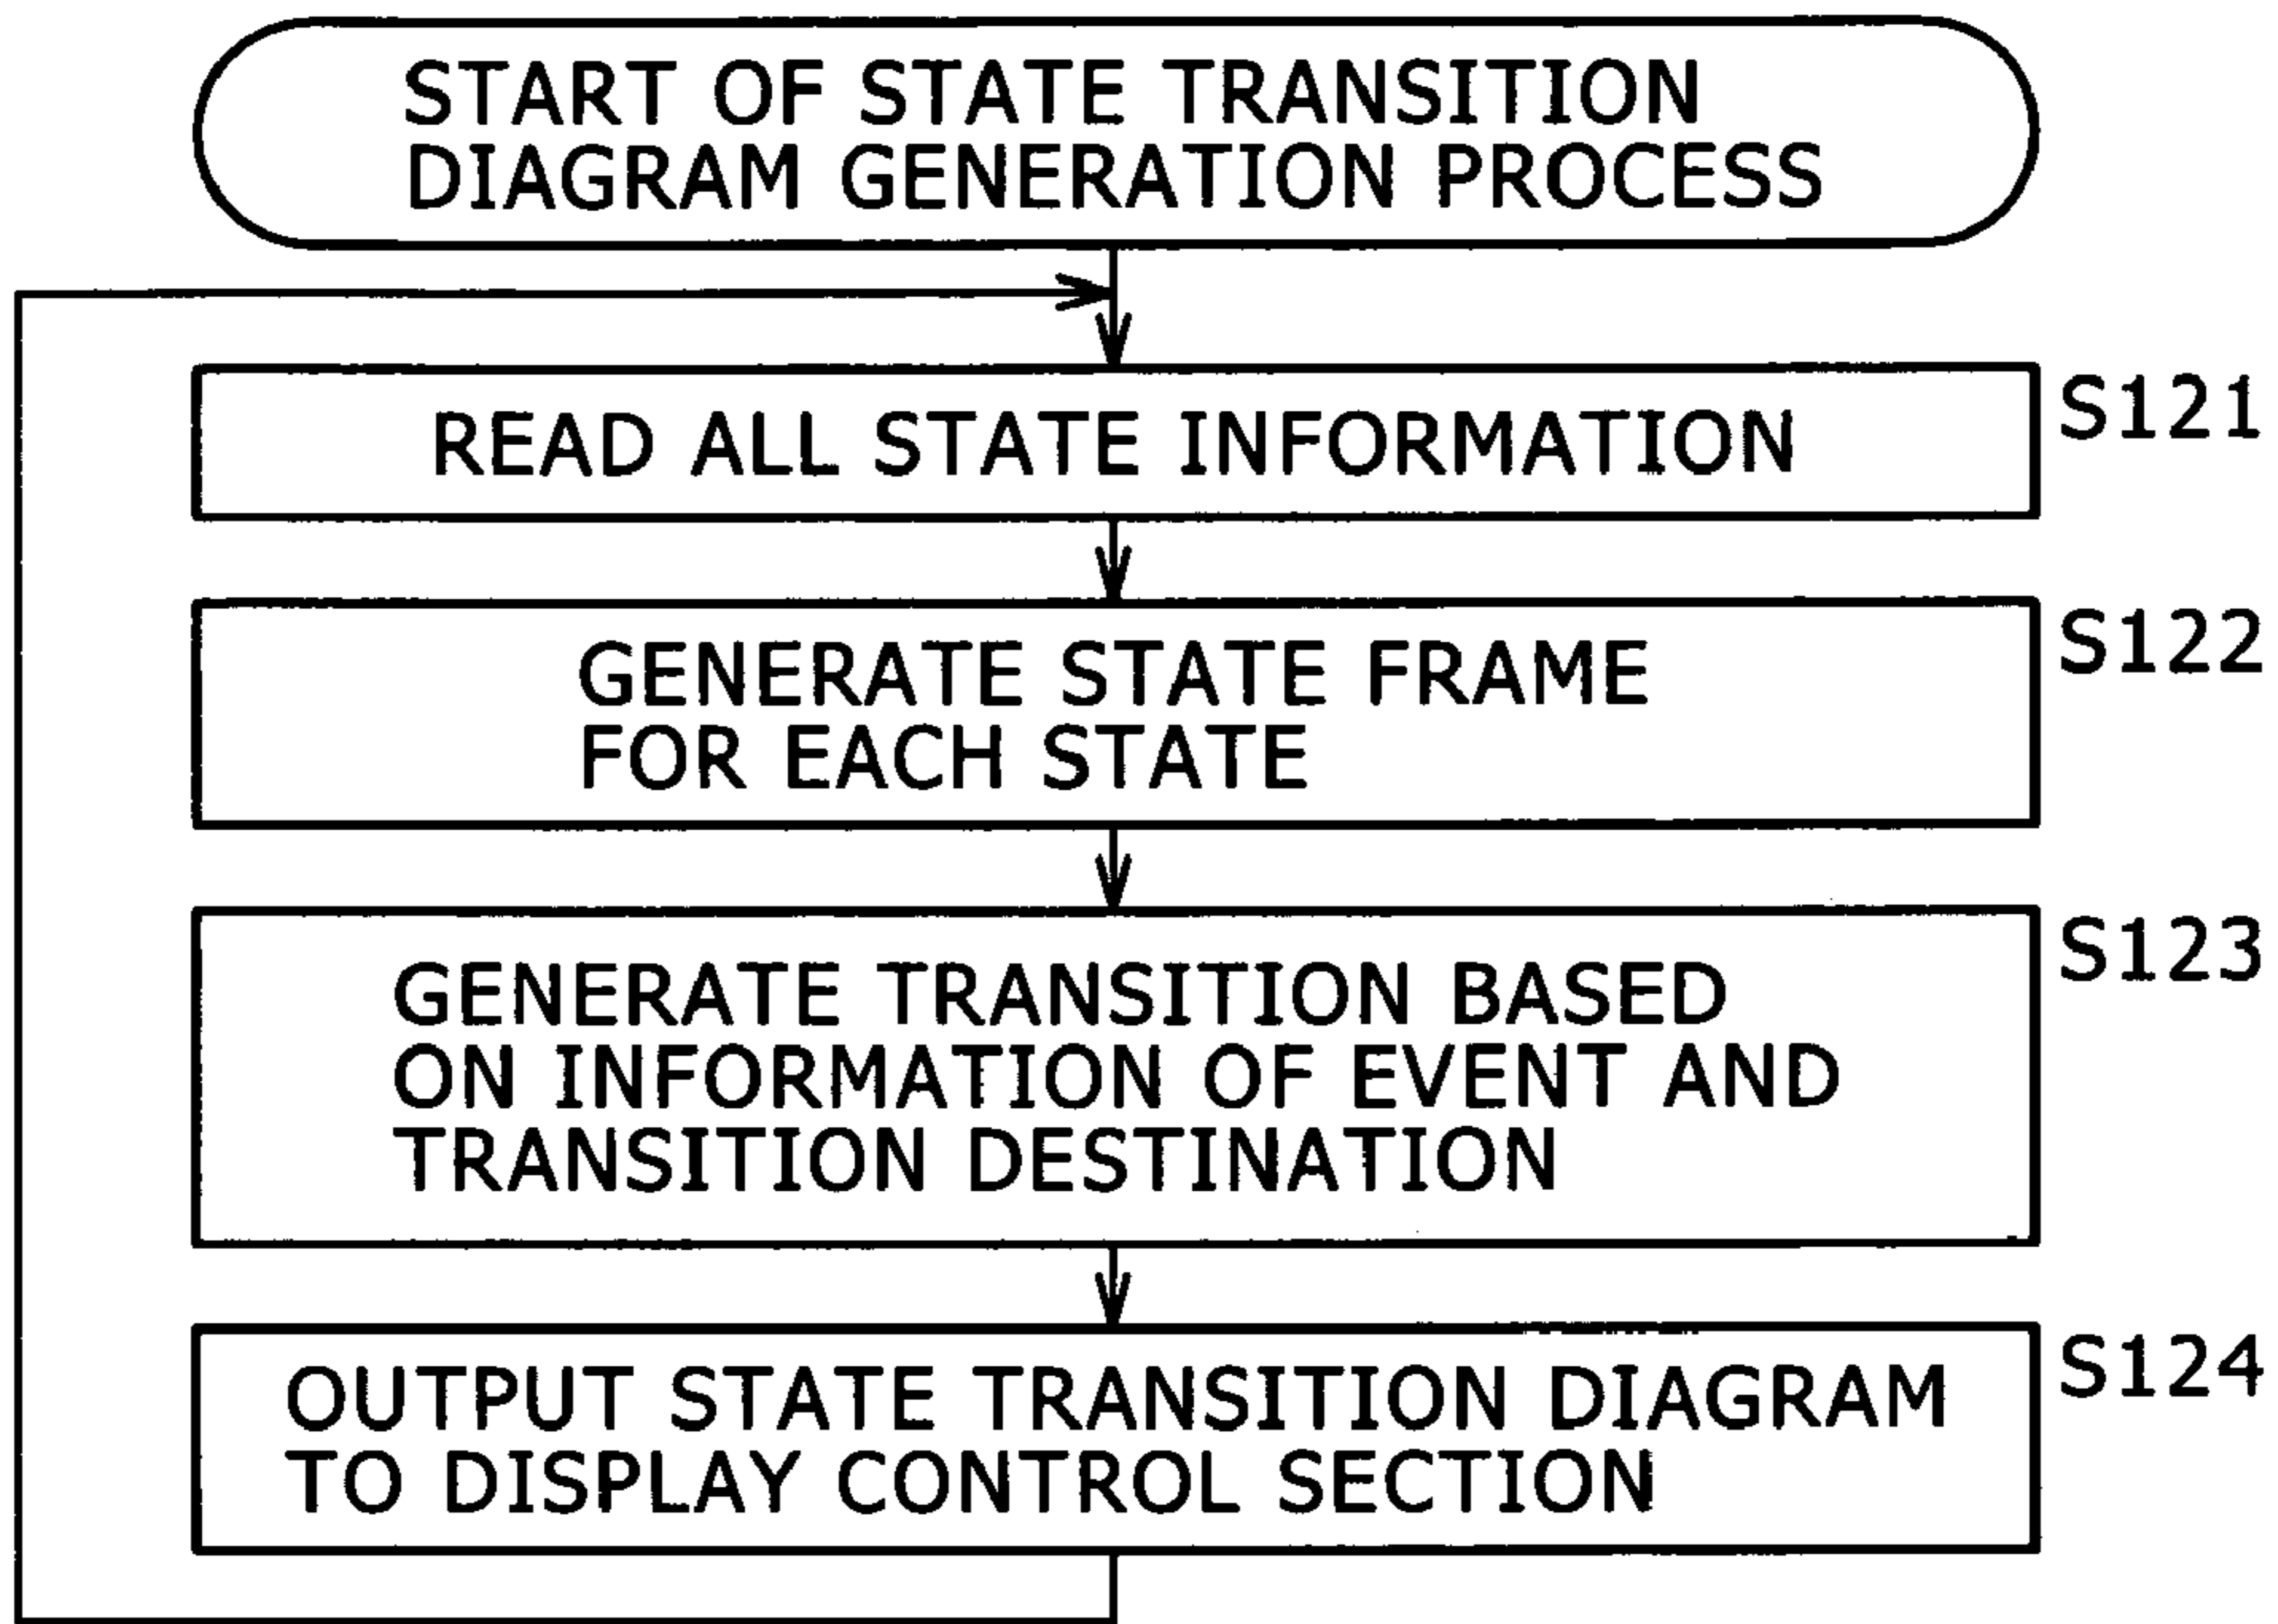 START OF STATE TRANSITION
DIAGRAM GENERATION PROCESS
READ ALL STATE INFORMATION
S121
GENERATE STATE FRAME
FOR EACH STATE
S122
GENERATE TRANSITION BASED
ON INFORMATION OF EVENT AND
TRANSITION DESTINATION
S123
OUTPUT STATE TRANSITION DIAGRAM
TO DISPLAY CONTROL SECTION
S124